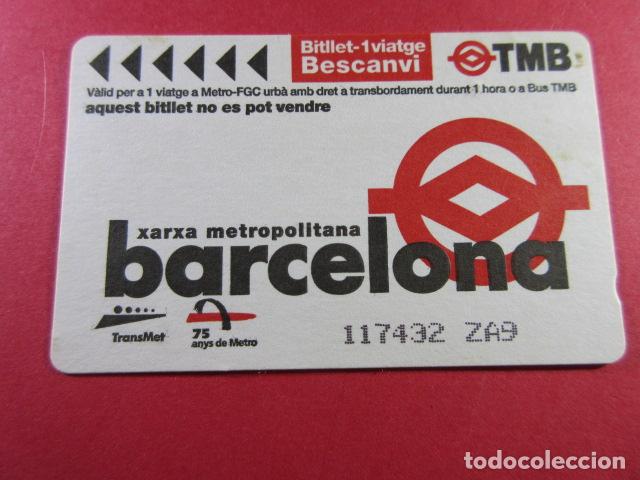 Bitllet-1viatge
Bescanvi
TMB
Vàlid per a 1 viatge a Metro-FGC urbà amb dret a transbordament durant 1 hora o a Bus TMB
aquest bitllet no es pot vendre
xarxa metropolitana
barcelona
TransMet
75
anys de Metro
117432 ZA9
todocoleccion